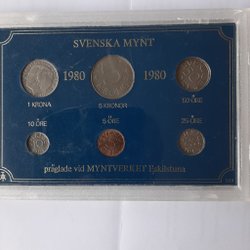 SVENSKA MYNT
1980 1980
1 KRONA 5 KRONOR 50 ÖRE
10 ÖRE 5 ÖRE 25 ÖRE
präglade vid MYNTVERKET Eskilstuna